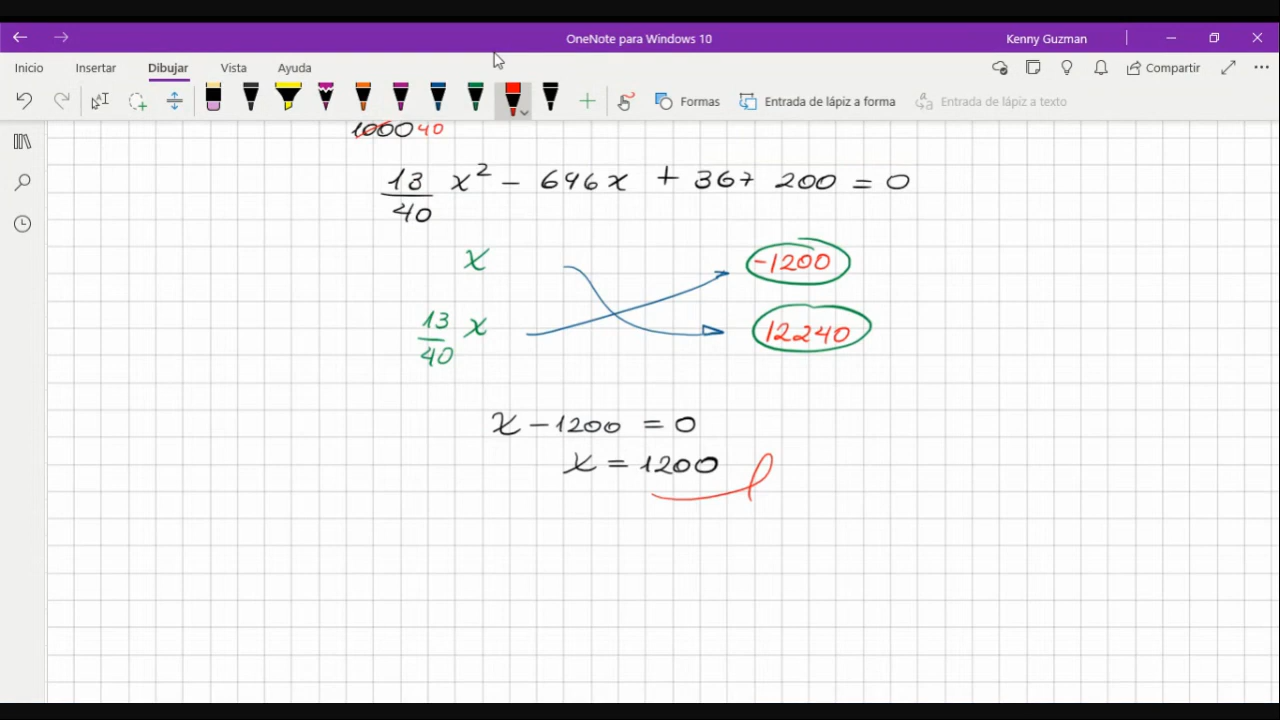 OneNote para Windows 10
Kenny Guzman
Inicio Insertar Dibujar Vista Ayuda
Compartir
Formas Entrada de lápiz a forma Entrada de lápiz a texto
1000 40
13/40 x² - 696x + 367 200 = 0
x -1200
13/40 x 12240
x - 1200 = 0
x = 1200